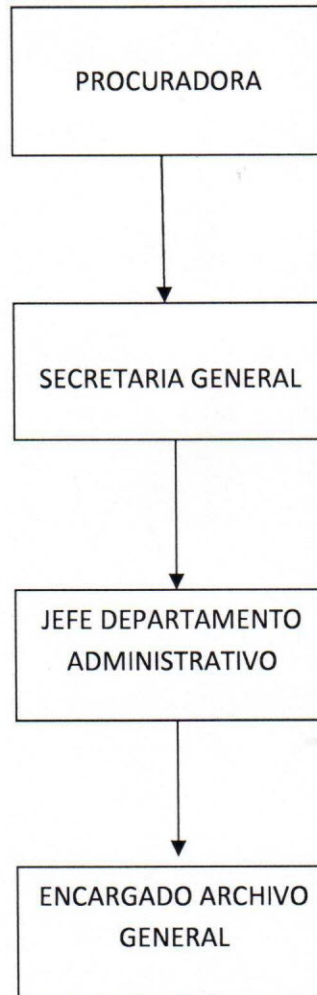 PROCURADORA
SECRETARIA GENERAL
JEFE DEPARTAMENTO
ADMINISTRATIVO
ENCARGADO ARCHIVO
GENERAL